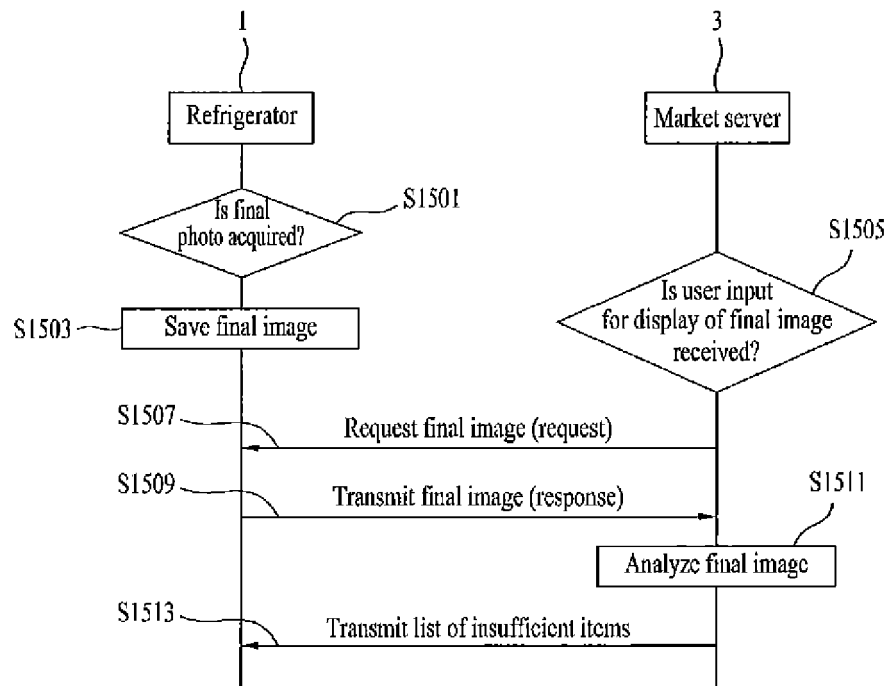 1
3
Refrigerator
Market server
Is final
photo acquired?
S1501
S1505
Is user input
for display of final image
received?
S1503
Save final image
S1507
Request final image (request)
S1509
Transmit final image (response)
S1511
Analyze final image
S1513
Transmit list of insufficient items